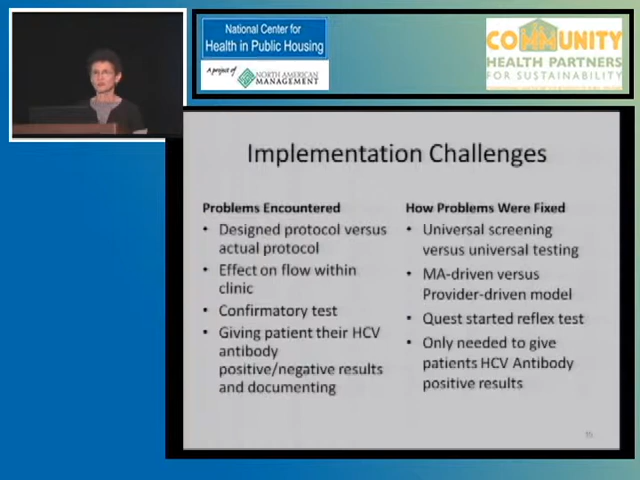 National Center for
Health in Public Housing
A project of
NORTH AMERICAN
MANAGEMENT
COMMUNITY
HEALTH PARTNERS
FOR SUSTAINABILITY
Implementation Challenges
Problems Encountered
• Designed protocol versus
actual protocol
• Effect on flow within
clinic
• Confirmatory test
• Giving patient their HCV
antibody
positive/negative results
and documenting
How Problems Were Fixed
• Universal screening
versus universal testing
• MA-driven versus
Provider-driven model
• Quest started reflex test
• Only needed to give
patients HCV Antibody
positive results